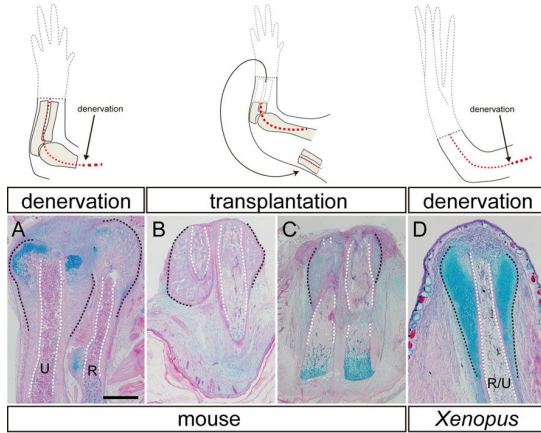 denervation
denervation
denervation transplantation denervation
A B C D
U R R/U
mouse Xenopus